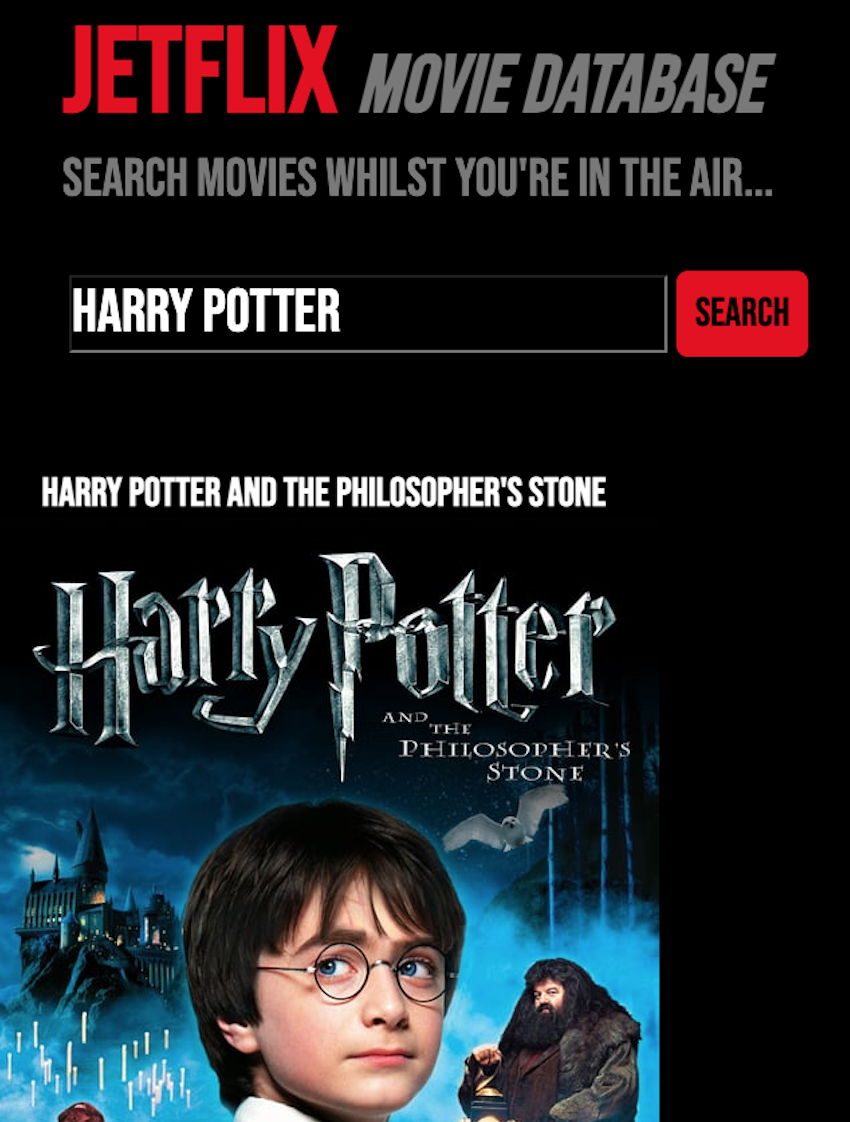 JETFLIX MOVIE DATABASE
SEARCH MOVIES WHILST YOU'RE IN THE AIR...
HARRY POTTER
SEARCH
HARRY POTTER AND THE PHILOSOPHER'S STONE
Harry Potter
AND THE
PHILOSOPHER'S
STONE